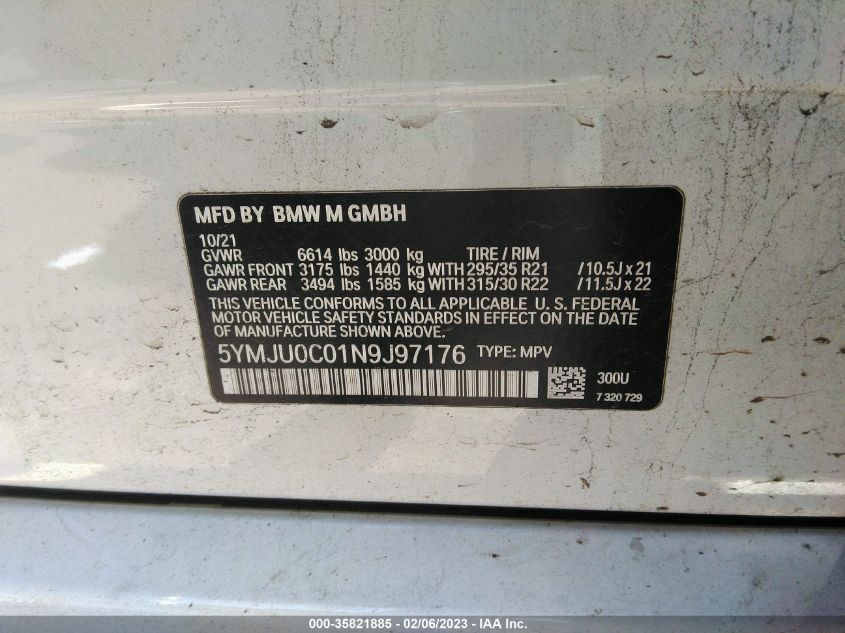 MFD BY BMW M GMBH
10/21
GVWR 6614 lbs 3000 kg TIRE / RIM
GAWR FRONT 3175 lbs 1440 kg WITH 295/35 R21 /10.5J x 21
GAWR REAR 3494 lbs 1585 kg WITH 315/30 R22 /11.5J x 22
THIS VEHICLE CONFORMS TO ALL APPLICABLE U. S. FEDERAL
MOTOR VEHICLE SAFETY STANDARDS IN EFFECT ON THE DATE
OF MANUFACTURE SHOWN ABOVE.
5YMJU0C01N9J97176 TYPE: MPV
300U
7 320 729
000-35821885 - 02/06/2023 - IAA Inc.